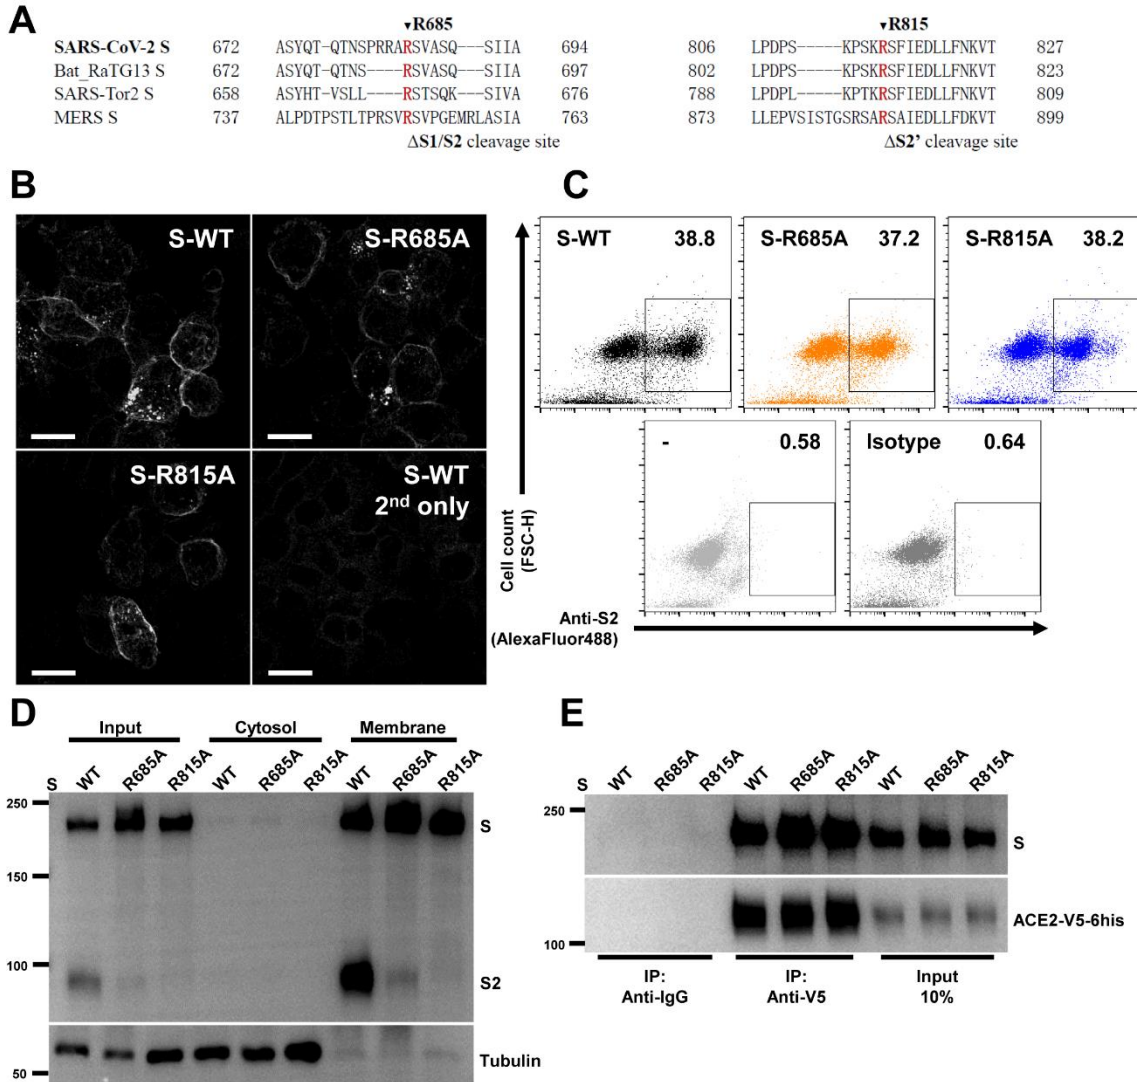 A
▼R685 ▼R815
SARS-CoV-2 S 672 ASYQT-QTNSPRRARSVASQ---SIIA 694 806 LPDPS-----KPSKRSFIEDLLFNKVT 827
Bat_RaTG13 S 672 ASYQT-QTNS----RSVASQ---SIIA 697 802 LPDPS-----KPSKRSFIEDLLFNKVT 823
SARS-Tor2 S 658 ASYHT-VSLL----RSTSQK---SIVA 676 788 LPDPL-----KPTKRSFIEDLLFNKVT 809
MERS S 737 ALPDTPSTLTPRSVRSVPGEMRLASIA 763 873 LLEPVSISTGSRSARSAIEDLLFDKVT 899
ΔS1/S2 cleavage site ΔS2’ cleavage site
B
S-WT
S-R685A
S-R815A
S-WT
2nd only
C
S-WT 38.8
S-R685A 37.2
S-R815A 38.2
- 0.58
Isotype 0.64
Cell count
(FSC-H)
Anti-S2
(AlexaFluor488)
D
Input Cytosol Membrane
S WT R685A R815A WT R685A R815A WT R685A R815A
250
150
100
50
S
S2
Tubulin
E
S WT R685A R815A WT R685A R815A WT R685A R815A
250
100
S
ACE2-V5-6his
IP:
Anti-IgG
IP:
Anti-V5
Input
10%